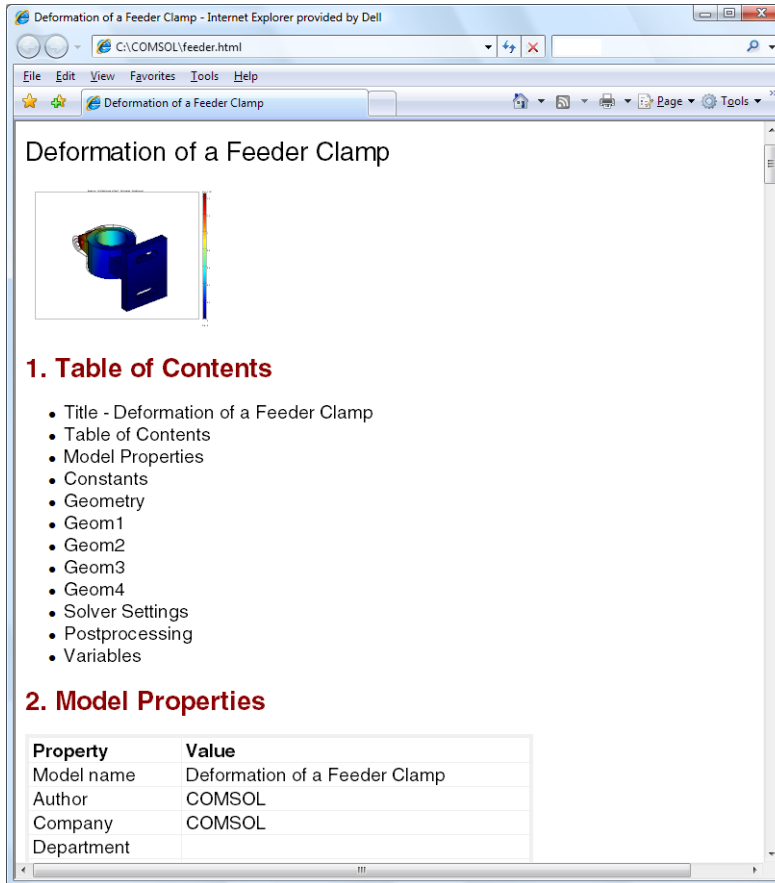 Deformation of a Feeder Clamp - Internet Explorer provided by Dell
C:\COMSOL\feeder.html
File Edit View Favorites Tools Help
Deformation of a Feeder Clamp
Page Tools
Deformation of a Feeder Clamp
1. Table of Contents
Title - Deformation of a Feeder Clamp
Table of Contents
Model Properties
Constants
Geometry
Geom1
Geom2
Geom3
Geom4
Solver Settings
Postprocessing
Variables
2. Model Properties
Property Value
Model name Deformation of a Feeder Clamp
Author COMSOL
Company COMSOL
Department